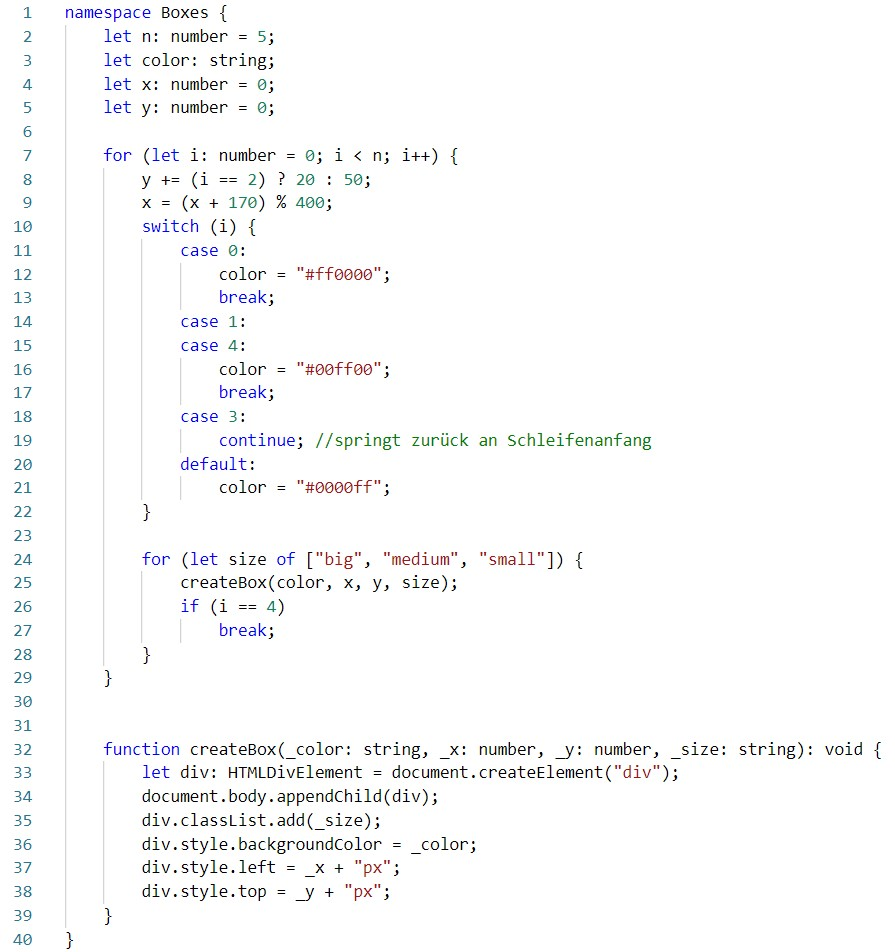 1 namespace Boxes {
2     let n: number = 5;
3     let color: string;
4     let x: number = 0;
5     let y: number = 0;
6
7     for (let i: number = 0; i < n; i++) {
8         y += (i == 2) ? 20 : 50;
9         x = (x + 170) % 400;
10         switch (i) {
11             case 0:
12                 color = "#ff0000";
13                 break;
14             case 1:
15             case 4:
16                 color = "#00ff00";
17                 break;
18             case 3:
19                 continue; //springt zurück an Schleifenanfang
20             default:
21                 color = "#0000ff";
22         }
23
24         for (let size of ["big", "medium", "small"]) {
25             createBox(color, x, y, size);
26             if (i == 4)
27                 break;
28         }
29     }
30
31
32     function createBox(_color: string, _x: number, _y: number, _size: string): void {
33         let div: HTMLDivElement = document.createElement("div");
34         document.body.appendChild(div);
35         div.classList.add(_size);
36         div.style.backgroundColor = _color;
37         div.style.left = _x + "px";
38         div.style.top = _y + "px";
39     }
40 }